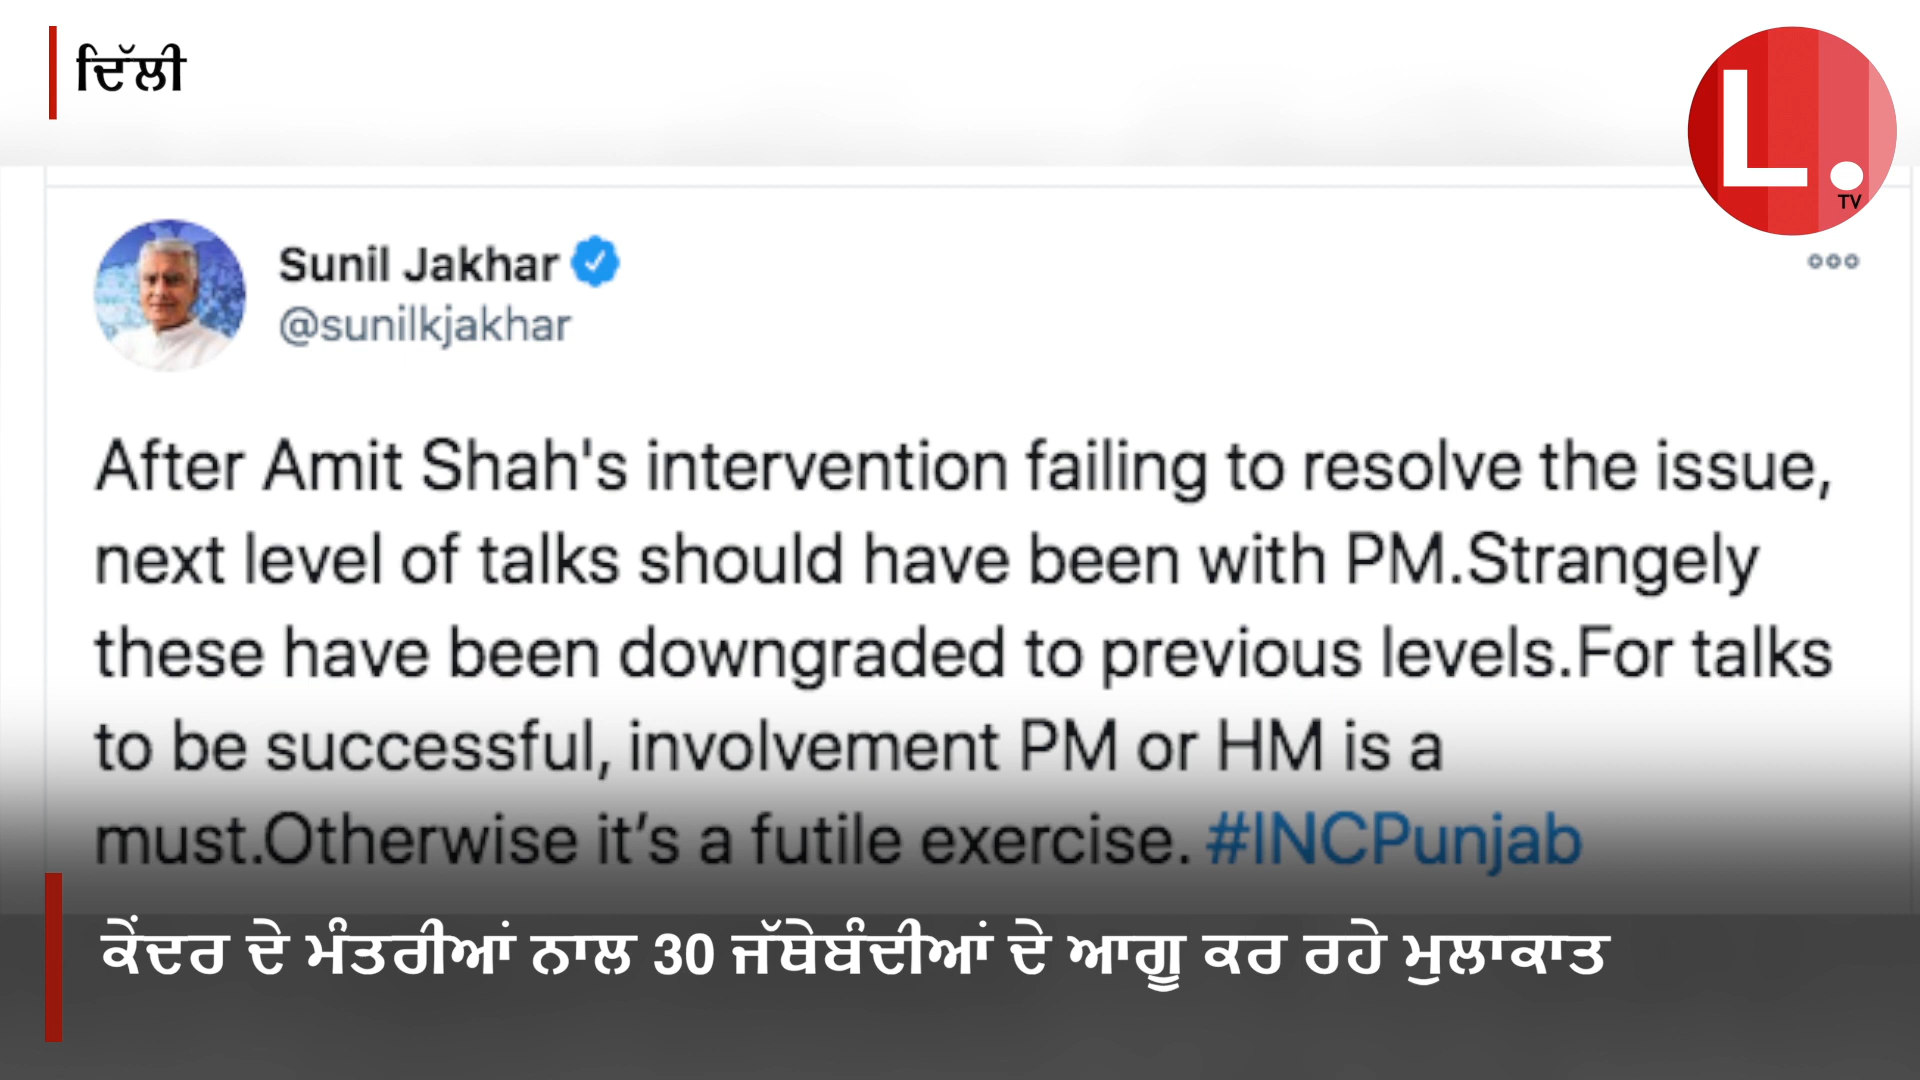 ਦਿੱਲੀ
L.
TV
Sunil Jakhar
@sunilkjakhar
After Amit Shah's intervention failing to resolve the issue,
next level of talks should have been with PM.Strangely
these have been downgraded to previous levels.For talks
to be successful, involvement PM or HM is a
must.Otherwise it’s a futile exercise. #INCPunjab
ਕੇਂਦਰ ਦੇ ਮੰਤਰੀਆਂ ਨਾਲ 30 ਜੱਥੇਬੰਦੀਆਂ ਦੇ ਆਗੂ ਕਰ ਰਹੇ ਮੁਲਾਕਾਤ